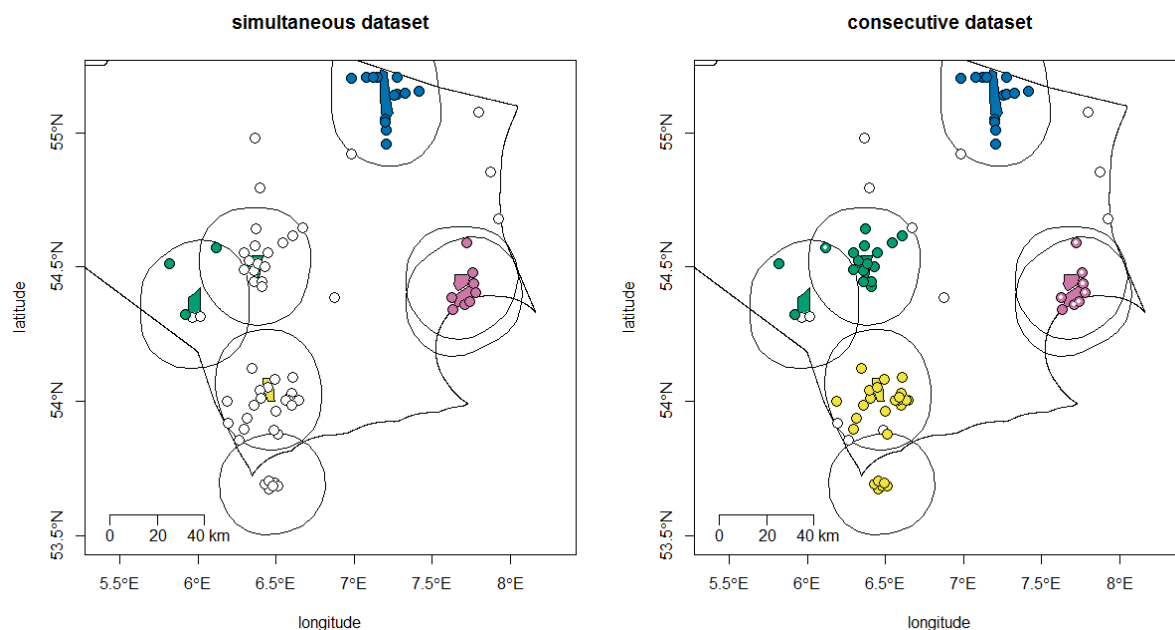 simultaneous dataset
55°N
54.5°N
54°N
53.5°N
latitude
0 20 40 km
5.5°E 6°E 6.5°E 7°E 7.5°E 8°E
longitude
consecutive dataset
55°N
54.5°N
54°N
53.5°N
latitude
0 20 40 km
5.5°E 6°E 6.5°E 7°E 7.5°E 8°E
longitude